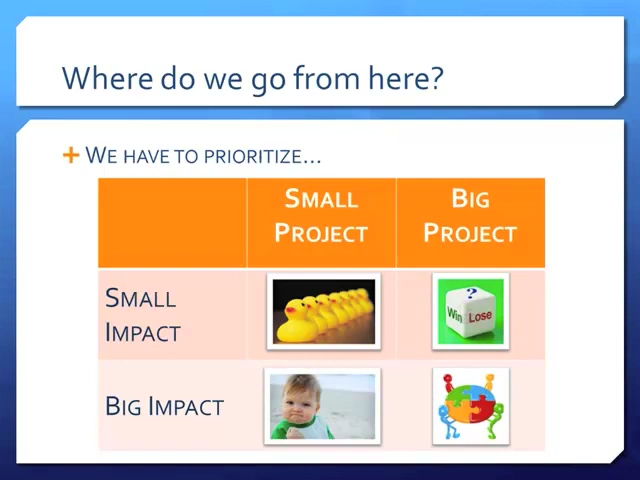 Where do we go from here?
WE HAVE TO PRIORITIZE...
SMALL PROJECT
BIG PROJECT
SMALL IMPACT
?
Win Lose
BIG IMPACT